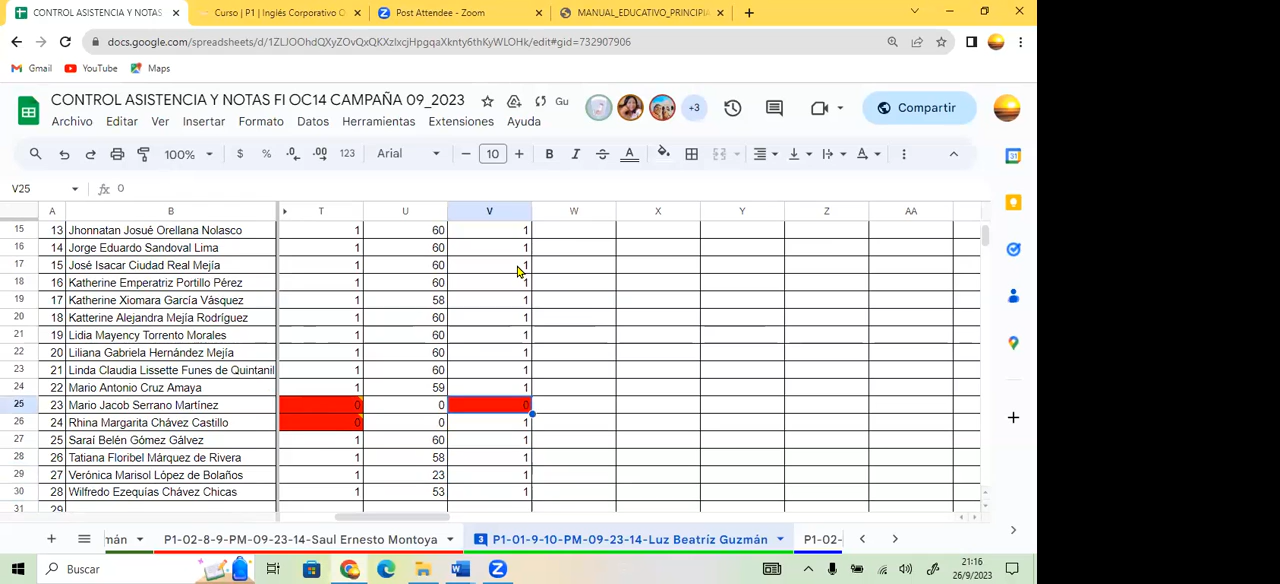 CONTROL ASISTENCIA Y NOTAS
Curso | P1 | Inglés Corporativo O
Post Attendee - Zoom
MANUAL_EDUCATIVO_PRINCIPIA
docs.google.com/spreadsheets/d/1ZLJOOhdQXyZOvQxQKXzlxcjHpgqaXknty6thKyWLOHk/edit#gid=732907906
Gmail YouTube Maps
CONTROL ASISTENCIA Y NOTAS FI OC14 CAMPAÑA 09_2023 Gu
+3
Compartir
Archivo Editar Ver Insertar Formato Datos Herramientas Extensiones Ayuda
100% $ % .0 .00 123 Arial 10 B I S A
V25 fx 0
A B T U V W X Y Z AA
15 13 Jhonnatan Josué Orellana Nolasco 1 60 1
16 14 Jorge Eduardo Sandoval Lima 1 60 1
17 15 José Isacar Ciudad Real Mejía 1 60 1
18 16 Katherine Emperatriz Portillo Pérez 1 60 1
19 17 Katherine Xiomara García Vásquez 1 58 1
20 18 Katterine Alejandra Mejía Rodríguez 1 60 1
21 19 Lidia Mayency Torrento Morales 1 60 1
22 20 Liliana Gabriela Hernández Mejía 1 60 1
23 21 Linda Claudia Lissette Funes de Quintanil 1 60 1
24 22 Mario Antonio Cruz Amaya 1 59 1
25 23 Mario Jacob Serrano Martínez 0 0 0
26 24 Rhina Margarita Chávez Castillo 0 0 1
27 25 Saraí Belén Gómez Gálvez 1 60 1
28 26 Tatiana Floribel Márquez de Rivera 1 58 1
29 27 Verónica Marisol López de Bolaños 1 23 1
30 28 Wilfredo Ezequías Chávez Chicas 1 53 1
31 29
mán P1-02-8-9-PM-09-23-14-Saul Ernesto Montoya 3 P1-01-9-10-PM-09-23-14-Luz Beatríz Guzmán P1-02-
Buscar
21:16
26/9/2023